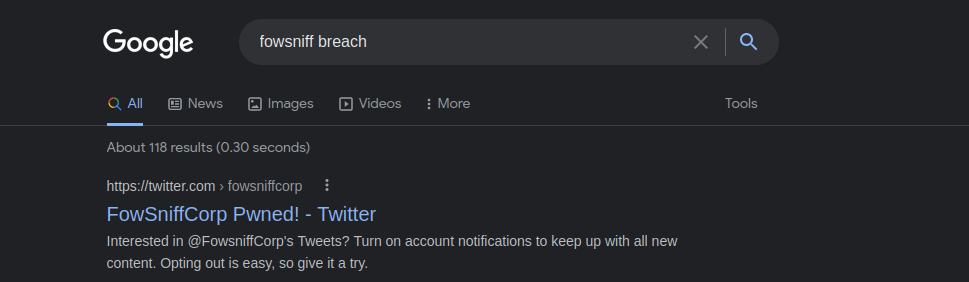 Google
fowsniff breach
All News Images Videos More Tools
About 118 results (0.30 seconds)
https://twitter.com › fowsniffcorp
FowSniffCorp Pwned! - Twitter
Interested in @FowsniffCorp's Tweets? Turn on account notifications to keep up with all new
content. Opting out is easy, so give it a try.